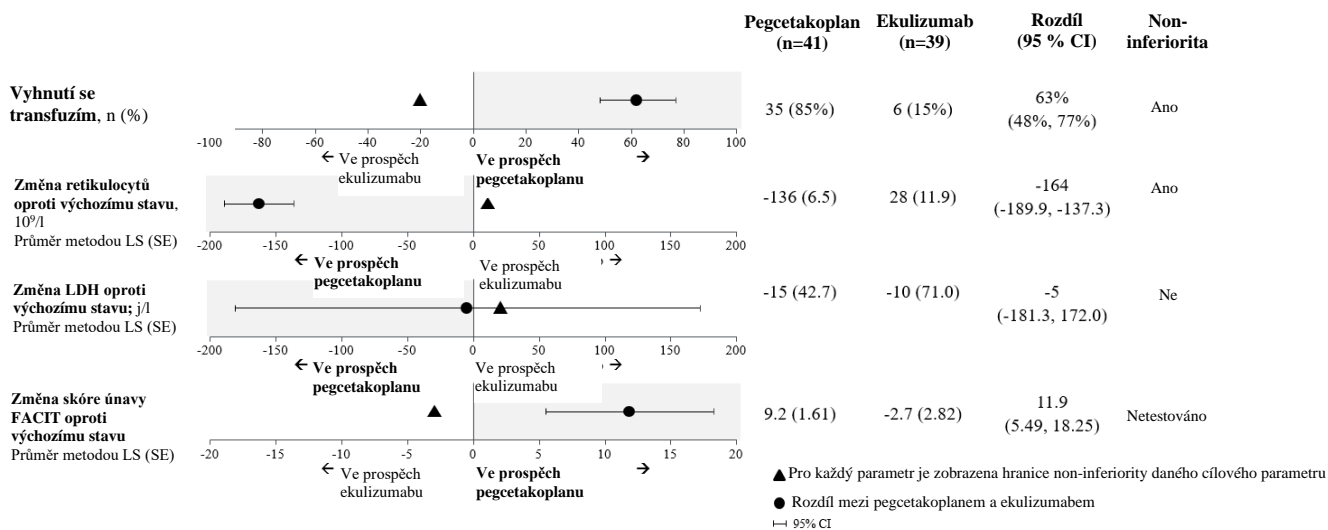 Pegcetakoplan
(n=41)
Ekulizumab
(n=39)
Rozdíl
(95 % CI)
Non-
inferiorita
Vyhnutí se
transfuzím, n (%)
35 (85%)
6 (15%)
63%
(48%, 77%)
Ano
-100 -80 -60 -40 -20 0 20 40 60 80 100
← Ve prospěch
ekulizumabu
Ve prospěch →
pegcetakoplanu
Změna retikulocytů
oproti výchozímu stavu,
10⁹/l
Průměr metodou LS (SE)
-136 (6.5)
28 (11.9)
-164
(-189.9, -137.3)
Ano
-200 -150 -100 -50 0 50 100 150 200
← Ve prospěch
pegcetakoplanu
Ve prospěch →
ekulizumabu
Změna LDH oproti
výchozímu stavu; j/l
Průměr metodou LS (SE)
-15 (42.7)
-10 (71.0)
-5
(-181.3, 172.0)
Ne
-200 -150 -100 -50 0 50 100 150 200
← Ve prospěch
pegcetakoplanu
Ve prospěch →
ekulizumabu
Změna skóre únavy
FACIT oproti
výchozímu stavu
Průměr metodou LS (SE)
9.2 (1.61)
-2.7 (2.82)
11.9
(5.49, 18.25)
Netestováno
-20 -15 -10 -5 0 5 10 15 20
← Ve prospěch
ekulizumabu
Ve prospěch →
pegcetakoplanu
▲ Pro každý parametr je zobrazena hranice non-inferiority daného cílového parametru
● Rozdíl mezi pegcetakoplanem a ekulizumabem
95% CI